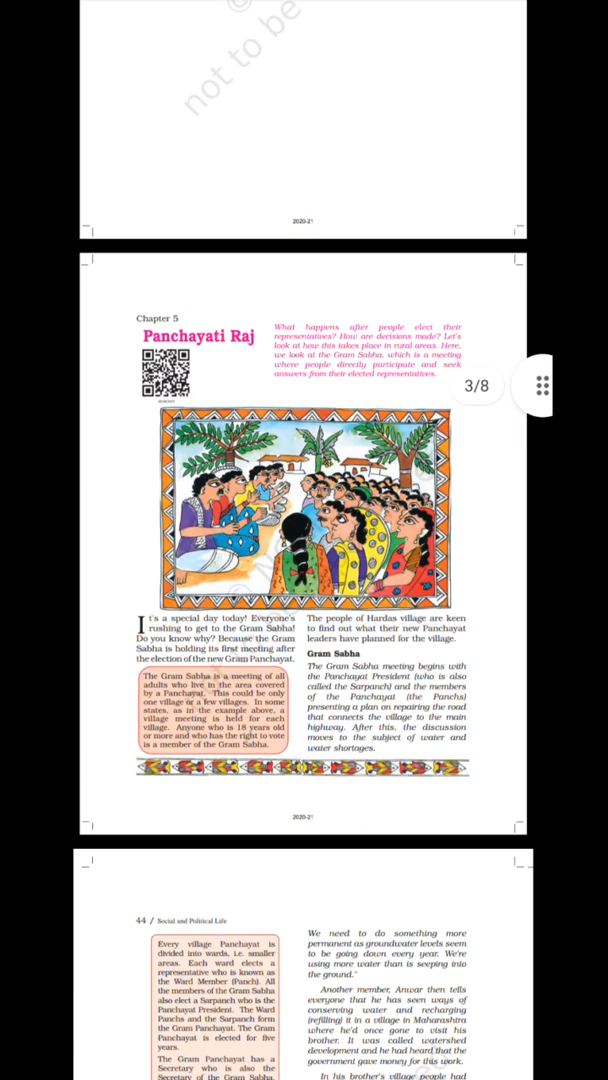 not to be
2020-21
Chapter 5
Panchayati Raj
What happens after people elect their
representatives? How are decisions made? Let's
look at how this takes place in rural areas. Here,
we look at the Gram Sabha, which is a meeting
where people directly participate and seek
answers from their elected representatives.
3/8
It's a special day today! Everyone's
rushing to get to the Gram Sabha!
Do you know why? Because the Gram
Sabha is holding its first meeting after
the election of the new Gram Panchayat.
The Gram Sabha is a meeting of all
adults who live in the area covered
by a Panchayat. This could be only
one village or a few villages. In some
states, as in the example above, a
village meeting is held for each
village. Anyone who is 18 years old
or more and who has the right to vote
is a member of the Gram Sabha.
The people of Hardas village are keen
to find out what their new Panchayat
leaders have planned for the village.
Gram Sabha
The Gram Sabha meeting begins with
the Panchayat President (who is also
called the Sarpanch) and the members
of the Panchayat (the Panchs)
presenting a plan on repairing the road
that connects the village to the main
highway. After this, the discussion
moves to the subject of water and
water shortages.
2020-21
44 / Social and Political Life
Every village Panchayat is
divided into wards, i.e. smaller
areas. Each ward elects a
representative who is known as
the Ward Member (Panch). All
the members of the Gram Sabha
also elect a Sarpanch who is the
Panchayat President. The Ward
Panchs and the Sarpanch form
the Gram Panchayat. The Gram
Panchayat is elected for five
years.
The Gram Panchayat has a
Secretary who is also the
Secretary of the Gram Sabha.
We need to do something more
permanent as groundwater levels seem
to be going down every year. We're
using more water than is seeping into
the ground."
Another member, Anwar then tells
everyone that he has seen ways of
conserving water and recharging
(refilling) it in a village in Maharashtra
where he'd once gone to visit his
brother. It was called watershed
development and he had heard that the
government gave money for this work.
In his brother's village people had